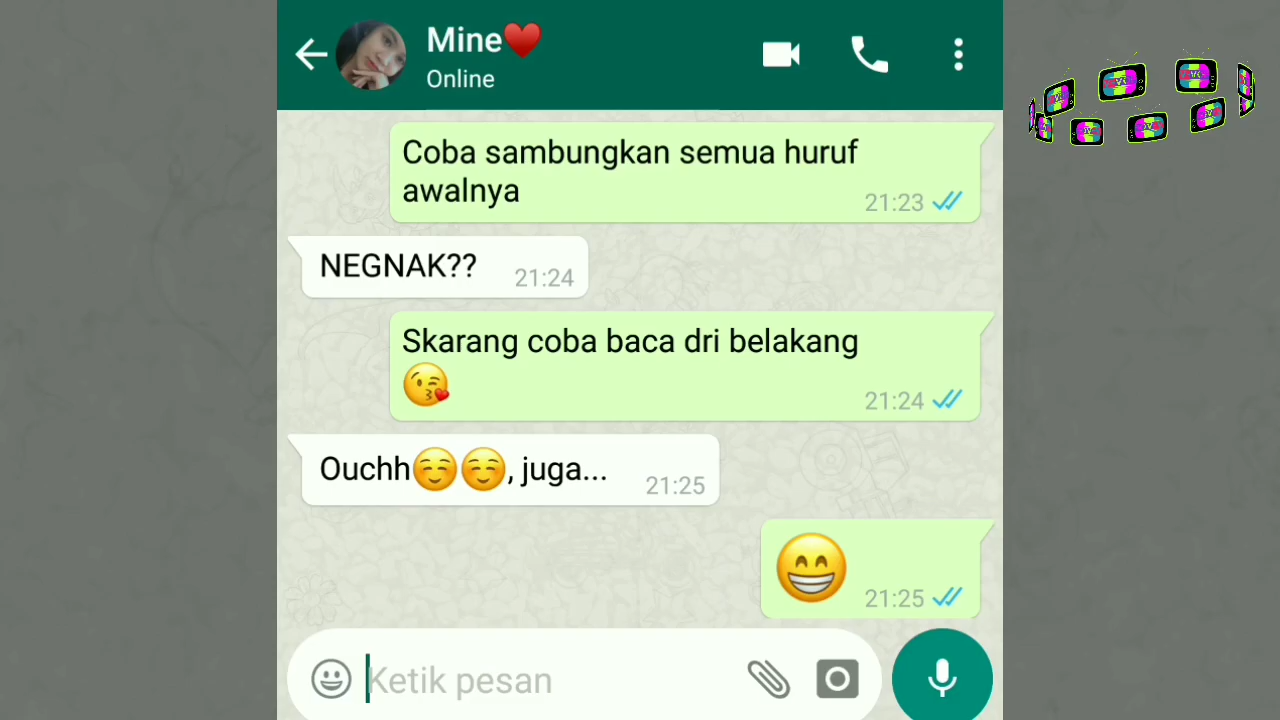 Mine❤️
Online
Coba sambungkan semua huruf
awalnya
21:23
NEGNAK??
21:24
Skarang coba baca dri belakang
😘
21:24
Ouchh☺️☺️, juga...
21:25
😁
21:25
Ketik pesan